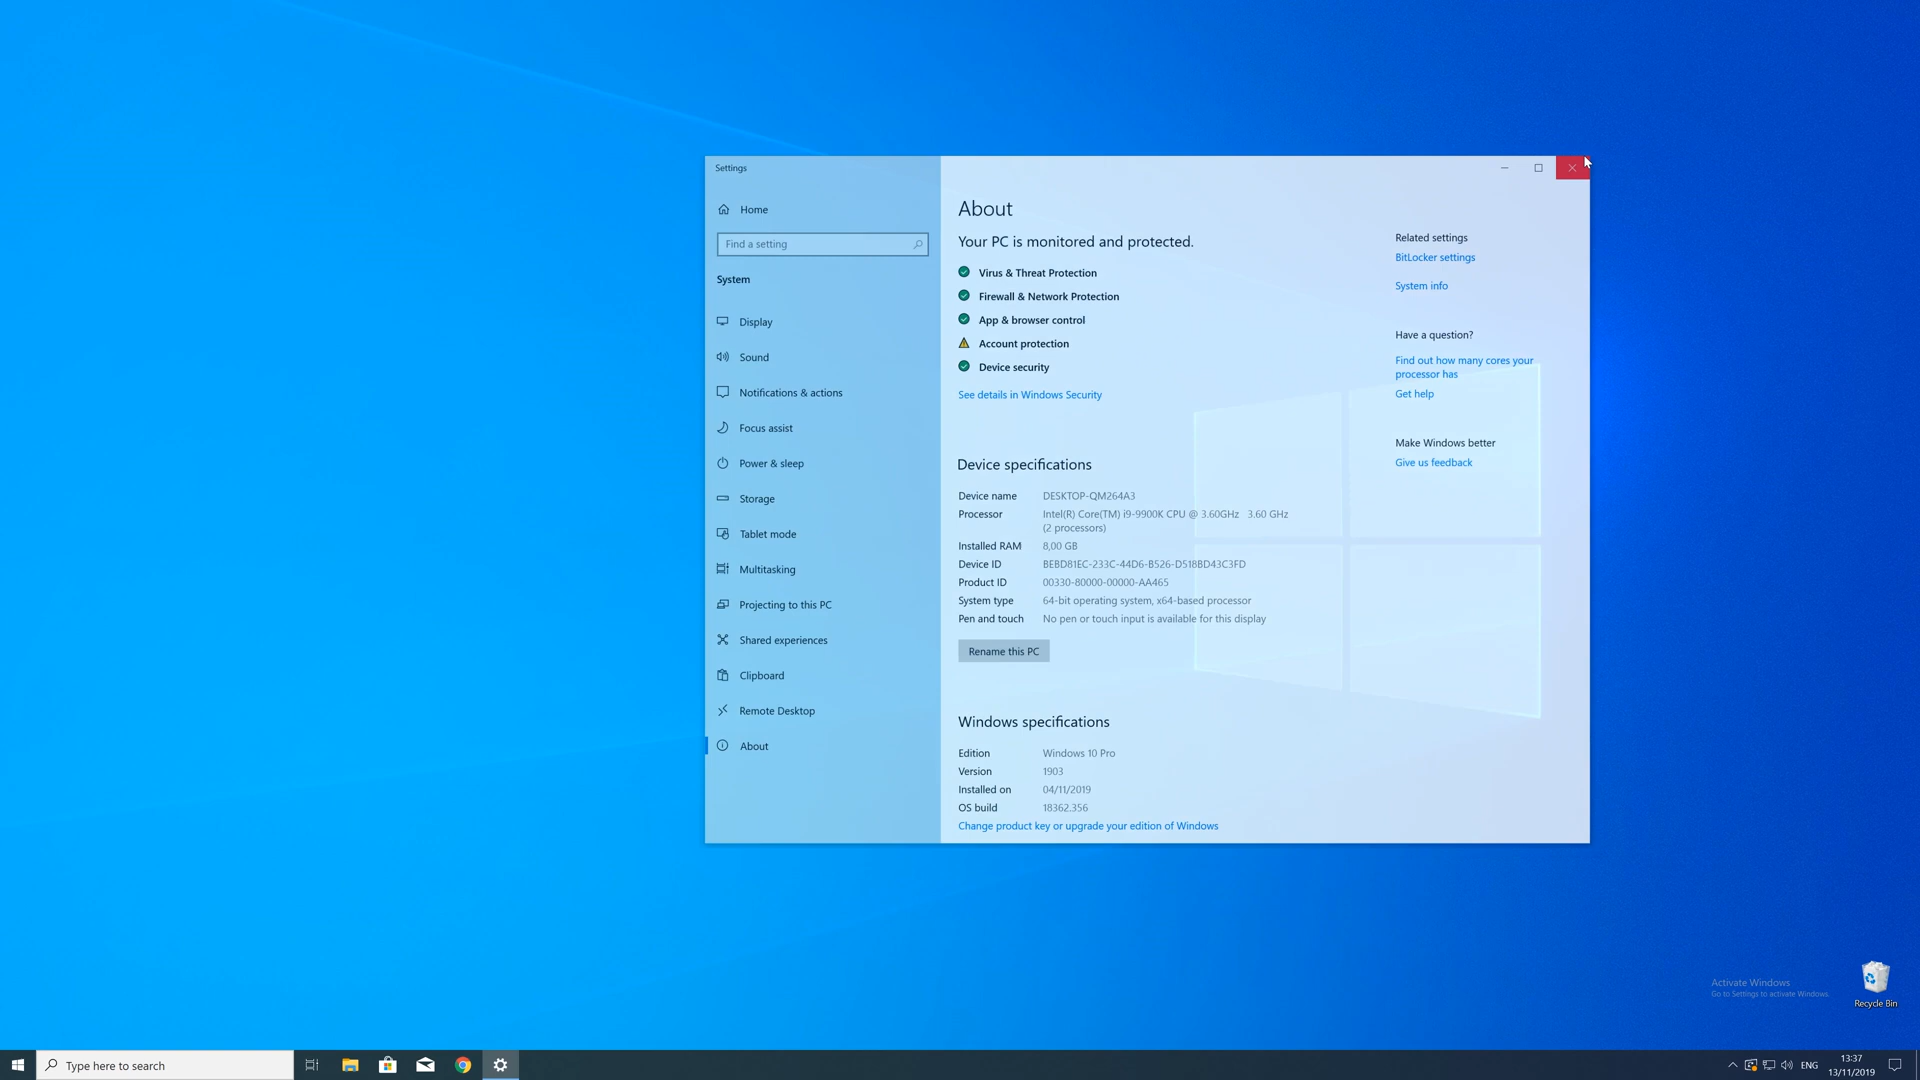 Settings
Home
Find a setting
System
Display
Sound
Notifications & actions
Focus assist
Power & sleep
Storage
Tablet mode
Multitasking
Projecting to this PC
Shared experiences
Clipboard
Remote Desktop
About
About
Your PC is monitored and protected.
Virus & Threat Protection
Firewall & Network Protection
App & browser control
Account protection
Device security
See details in Windows Security
Device specifications
Device name DESKTOP-QM264A3
Processor Intel(R) Core(TM) i9-9900K CPU @ 3.60GHz 3.60 GHz
(2 processors)
Installed RAM 8,00 GB
Device ID BEBD81EC-233C-44D6-B526-D518BD43C3FD
Product ID 00330-80000-00000-AA465
System type 64-bit operating system, x64-based processor
Pen and touch No pen or touch input is available for this display
Rename this PC
Windows specifications
Edition Windows 10 Pro
Version 1903
Installed on 04/11/2019
OS build 18362.356
Change product key or upgrade your edition of Windows
Related settings
BitLocker settings
System info
Have a question?
Find out how many cores your
processor has
Get help
Make Windows better
Give us feedback
Activate Windows
Go to Settings to activate Windows.
Recycle Bin
Type here to search
ENG
13:37
13/11/2019